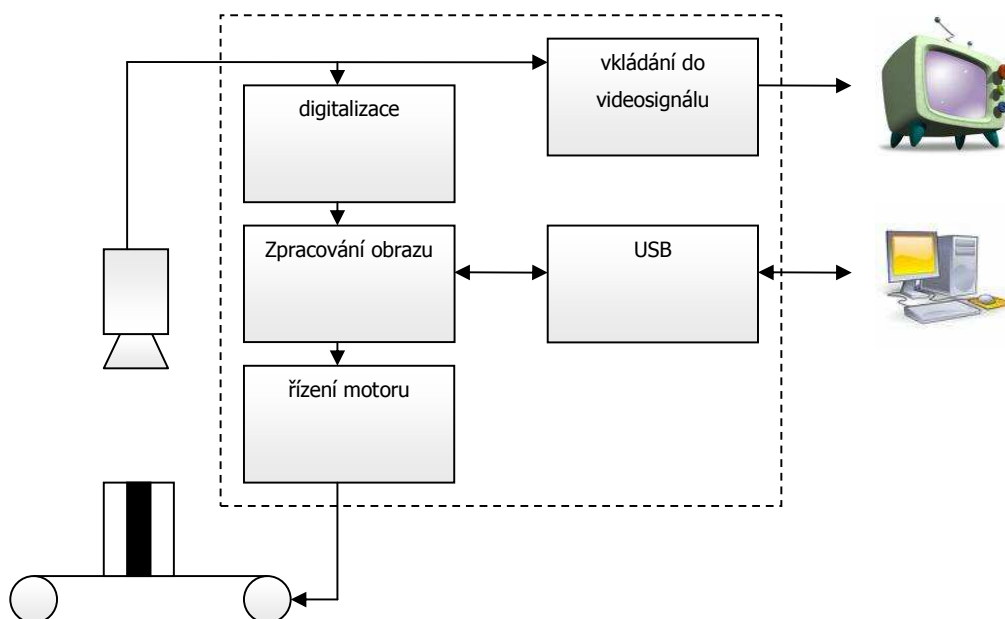 vkládání do
videosignálu
digitalizace
Zpracování obrazu
USB
řízení motoru